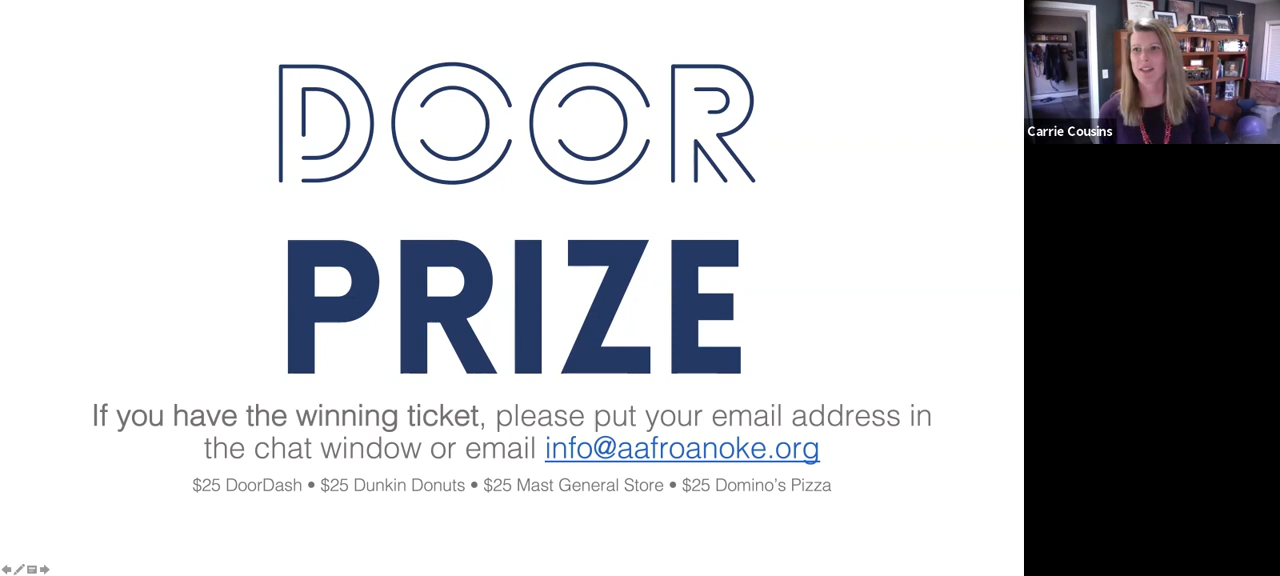 DOOR
PRIZE
If you have the winning ticket, please put your email address in
the chat window or email info@aafroanoke.org
$25 DoorDash • $25 Dunkin Donuts • $25 Mast General Store • $25 Domino's Pizza
Carrie Cousins